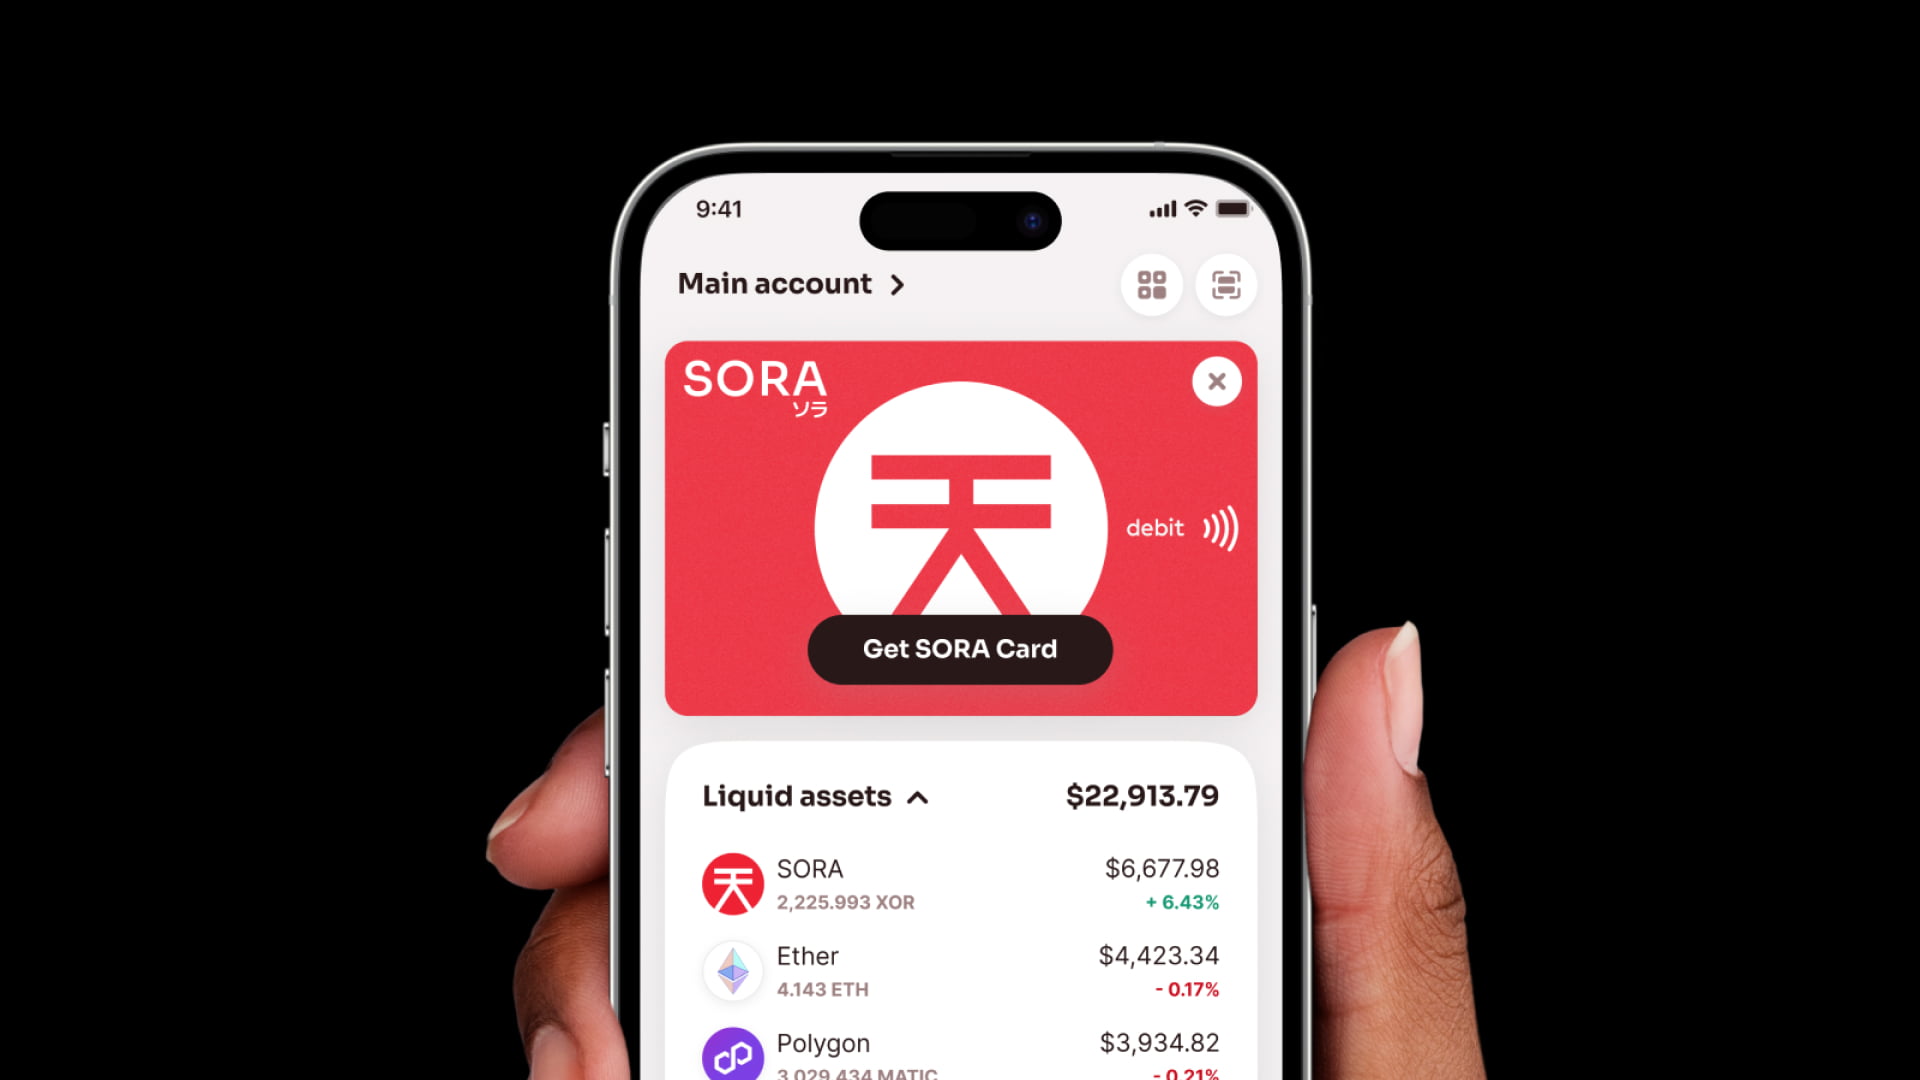 9:41
Main account
SORA
ソラ
天
debit
Get SORA Card
Liquid assets $22,913.79
SORA $6,677.98
2,225.993 XOR + 6.43%
Ether $4,423.34
4.143 ETH - 0.17%
Polygon $3,934.82
3,029.434 MATIC - 0.21%